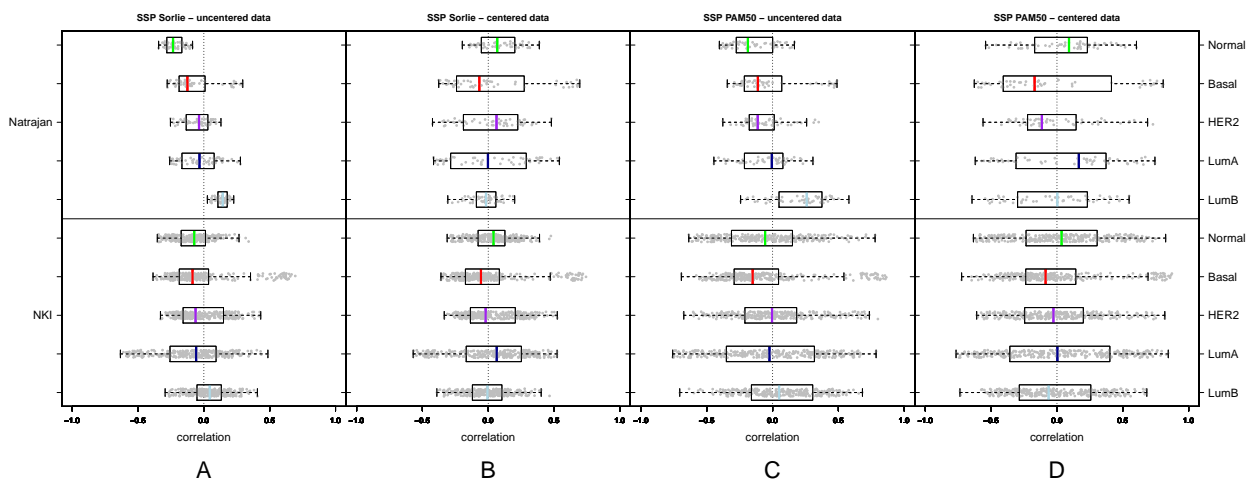 SSP Sorlie – uncentered data SSP Sorlie – centered data SSP PAM50 – uncentered data SSP PAM50 – centered data
Normal
Basal
Natrajan HER2
LumA
LumB
Normal
Basal
NKI HER2
LumA
LumB
−1.0 −0.5 0.0 0.5 1.0 −1.0 −0.5 0.0 0.5 1.0 −1.0 −0.5 0.0 0.5 1.0 −1.0 −0.5 0.0 0.5 1.0
correlation correlation correlation correlation
A B C D